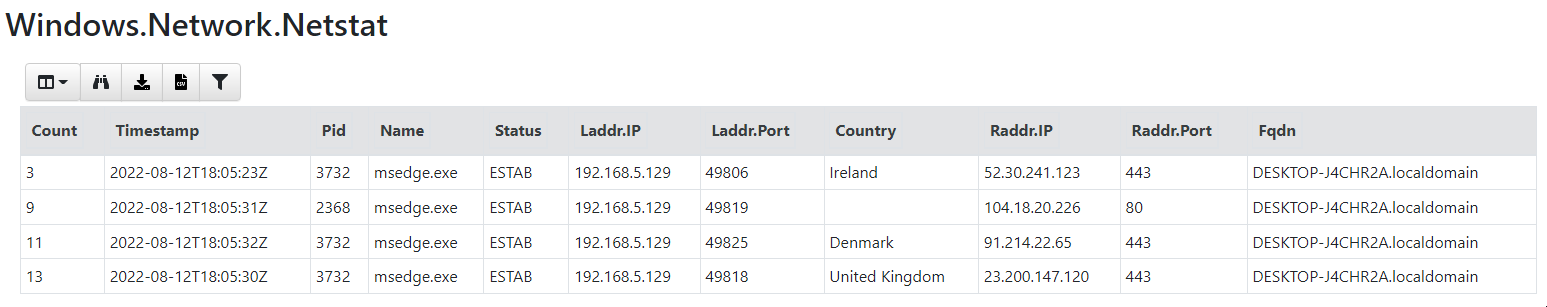 Windows.Network.Netstat
CSV
Count Timestamp Pid Name Status Laddr.IP Laddr.Port Country Raddr.IP Raddr.Port Fqdn
3 2022-08-12T18:05:23Z 3732 msedge.exe ESTAB 192.168.5.129 49806 Ireland 52.30.241.123 443 DESKTOP-J4CHR2A.localdomain
9 2022-08-12T18:05:31Z 2368 msedge.exe ESTAB 192.168.5.129 49819 104.18.20.226 80 DESKTOP-J4CHR2A.localdomain
11 2022-08-12T18:05:32Z 3732 msedge.exe ESTAB 192.168.5.129 49825 Denmark 91.214.22.65 443 DESKTOP-J4CHR2A.localdomain
13 2022-08-12T18:05:30Z 3732 msedge.exe ESTAB 192.168.5.129 49818 United Kingdom 23.200.147.120 443 DESKTOP-J4CHR2A.localdomain